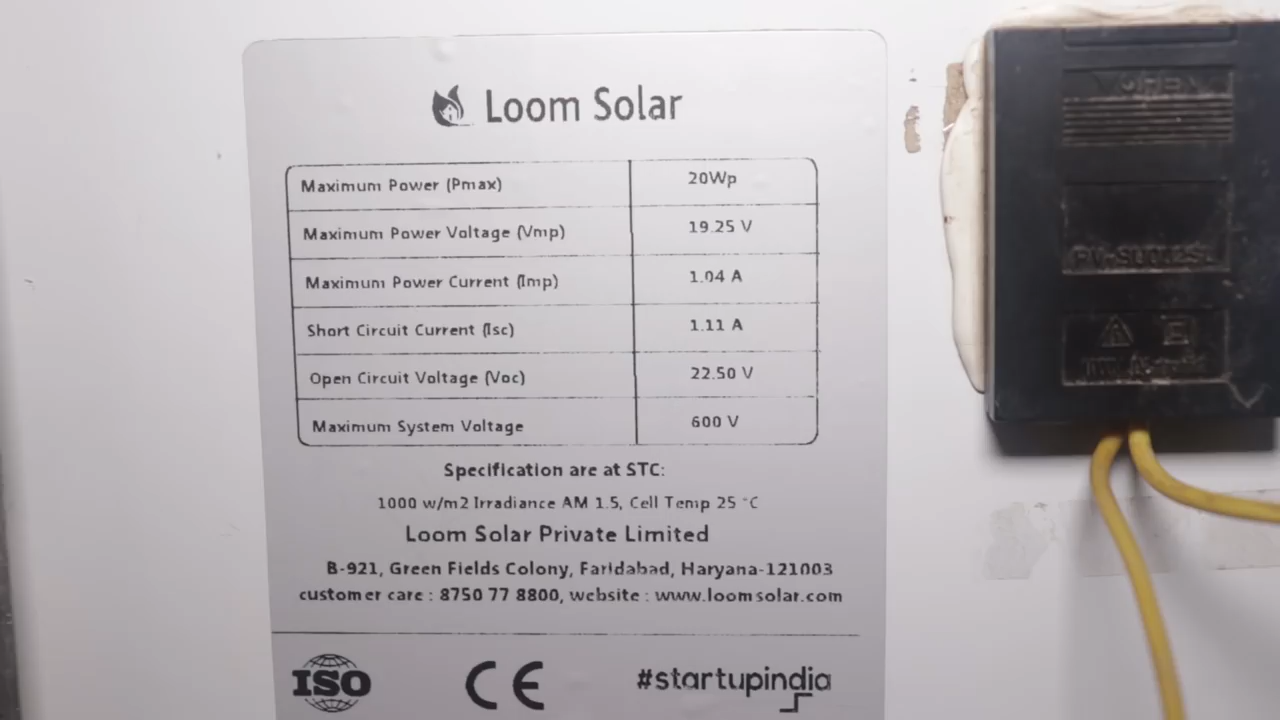 Loom Solar
Maximum Power (Pmax) 20Wp
Maximum Power Voltage (Vmp) 19.25 V
Maximum Power Current (Imp) 1.04 A
Short Circuit Current (Isc) 1.11 A
Open Circuit Voltage (Voc) 22.50 V
Maximum System Voltage 600 V
Specification are at STC:
1000 w/m2 Irradiance AM 1.5, Cell Temp 25 °C
Loom Solar Private Limited
B-921, Green Fields Colony, Faridabad, Haryana-121003
customer care : 8750 77 8800, website : www.loomsolar.com
ISO CE #startupindia